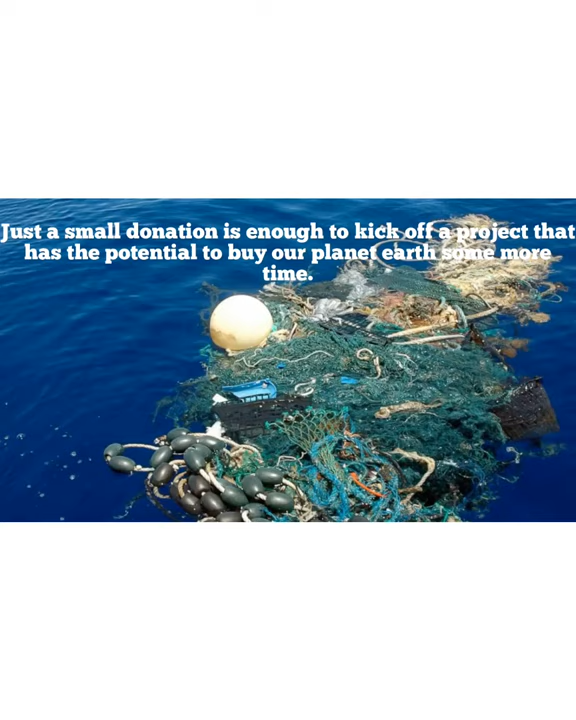 Just a small donation is enough to kick off a project that
has the potential to buy our planet earth some more
time.